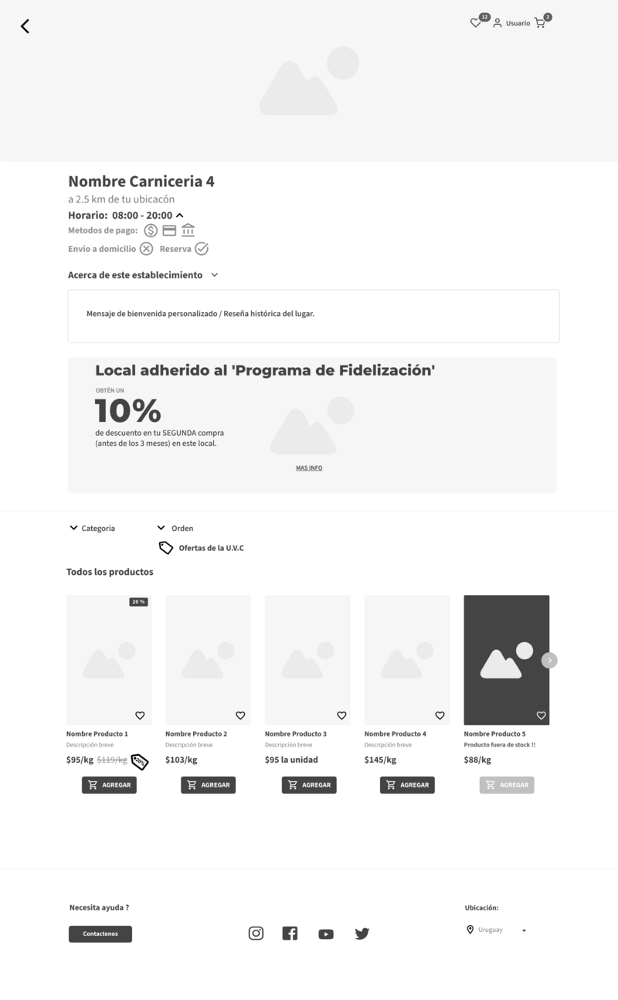 12
2
Usuario
Nombre Carniceria 4
a 2.5 km de tu ubicacón
Horario: 08:00 - 20:00
Metodos de pago:
Envio a domicilio Reserva
Acerca de este establecimiento
Mensaje de bienvenida personalizado / Reseña histórica del lugar.
Local adherido al 'Programa de Fidelización'
OBTÉN UN
10%
de descuento en tu SEGUNDA compra
(antes de los 3 meses) en este local.
MAS INFO
Categoria Orden
Ofertas de la U.V.C
Todos los productos
20 %
Nombre Producto 1
Descripción breve
$95/kg $119/kg 20%
AGREGAR
Nombre Producto 2
Descripción breve
$103/kg
AGREGAR
Nombre Producto 3
Descripción breve
$95 la unidad
AGREGAR
Nombre Producto 4
Descripción breve
$145/kg
AGREGAR
Nombre Producto 5
Producto fuera de stock !!
$88/kg
AGREGAR
Necesita ayuda ?
Contactenos
Ubicación:
Uruguay